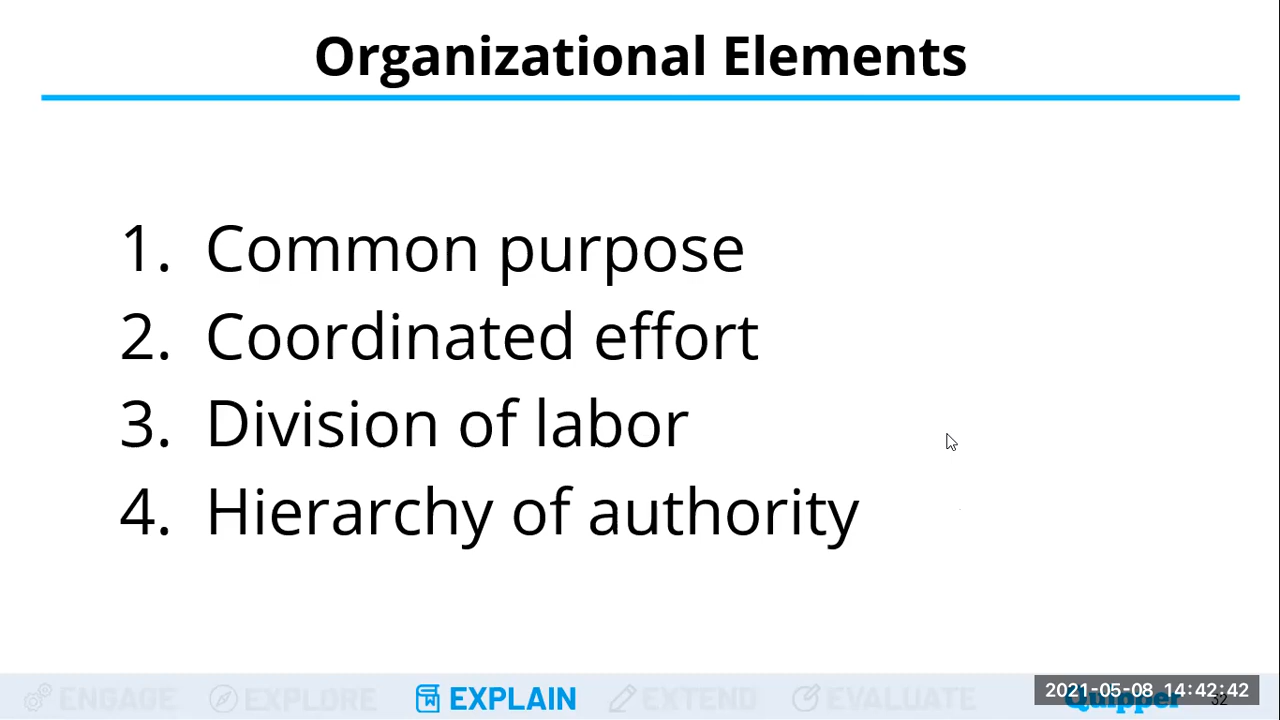 Organizational Elements
1. Common purpose
2. Coordinated effort
3. Division of labor
4. Hierarchy of authority
ENGAGE EXPLORE EXPLAIN EXTEND EVALUATE Quipper 32
2021-05-08 14:42:42